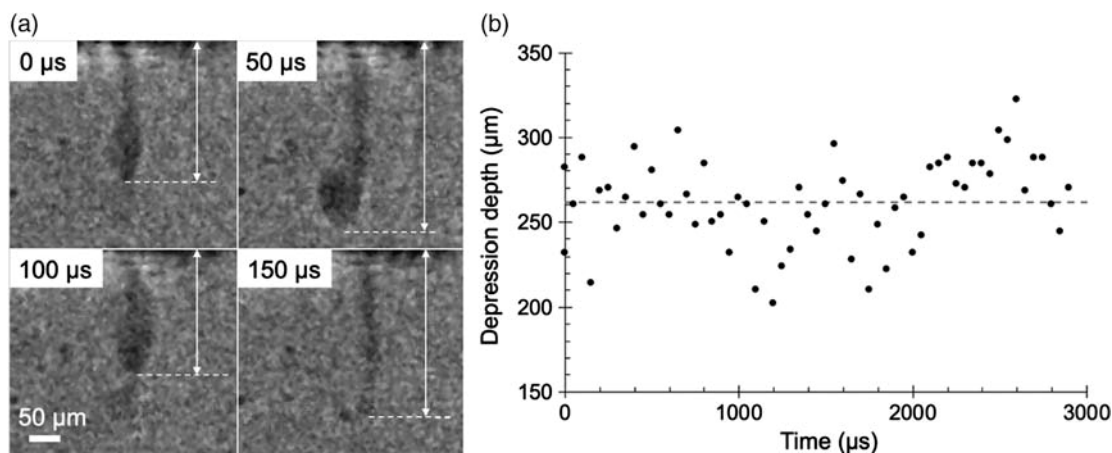 (a)
0 µs
50 µs
100 µs
150 µs
50 µm
(b)
Depression depth (µm)
350
300
250
200
150
0
1000
2000
3000
Time (µs)